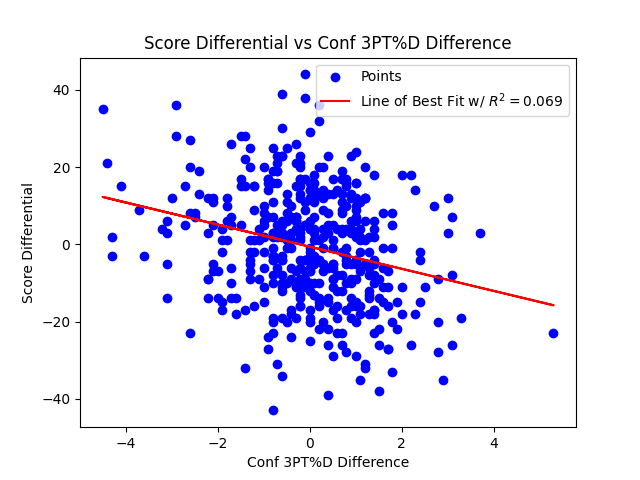 Score Differential vs Conf 3PT%D Difference
Points
Line of Best Fit w/ R² = 0.069
Score Differential
40
20
0
−20
−40
−4
−2
0
2
4
Conf 3PT%D Difference